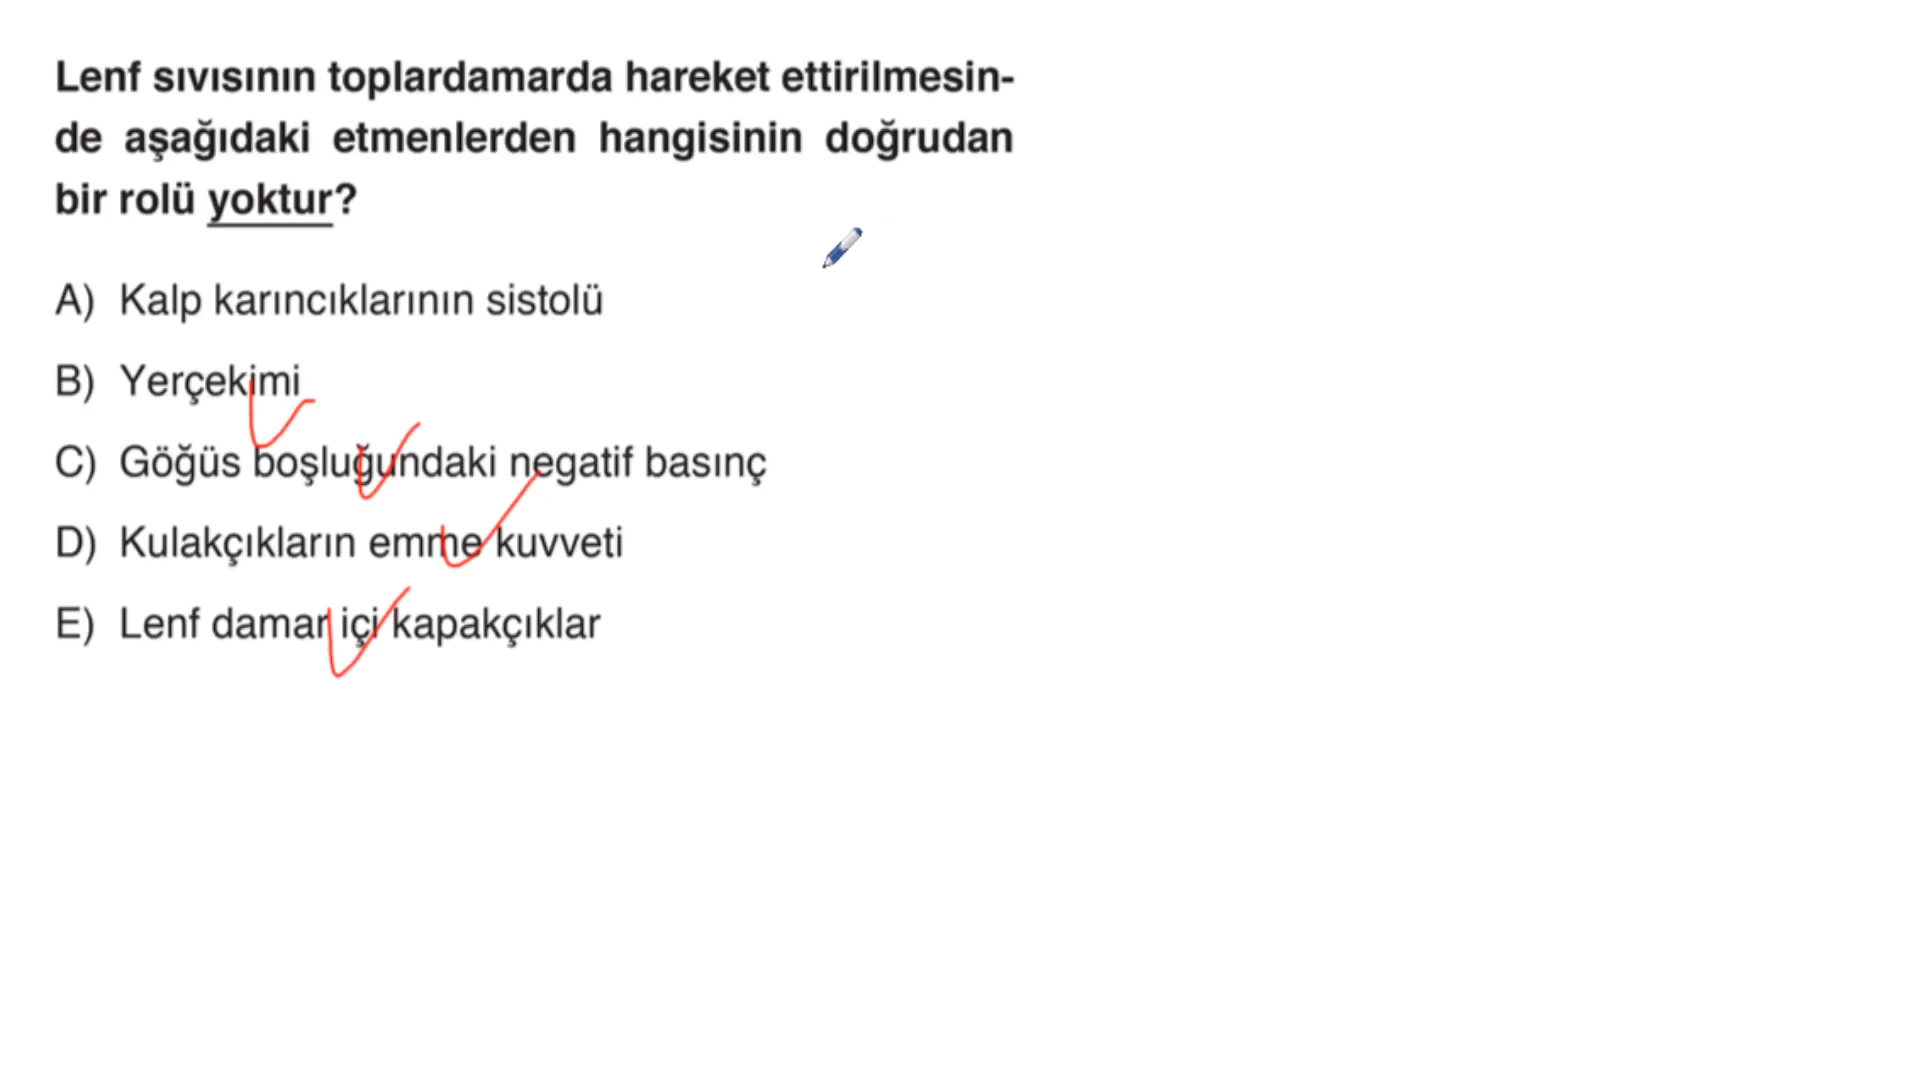 Lenf sıvısının toplardamarda hareket ettirilmesin-
de aşağıdaki etmenlerden hangisinin doğrudan
bir rolü yoktur?
A) Kalp karıncıklarının sistolü
B) Yerçekimi
C) Göğüs boşluğundaki negatif basınç
D) Kulakçıkların emme kuvveti
E) Lenf damar içi kapakçıklar